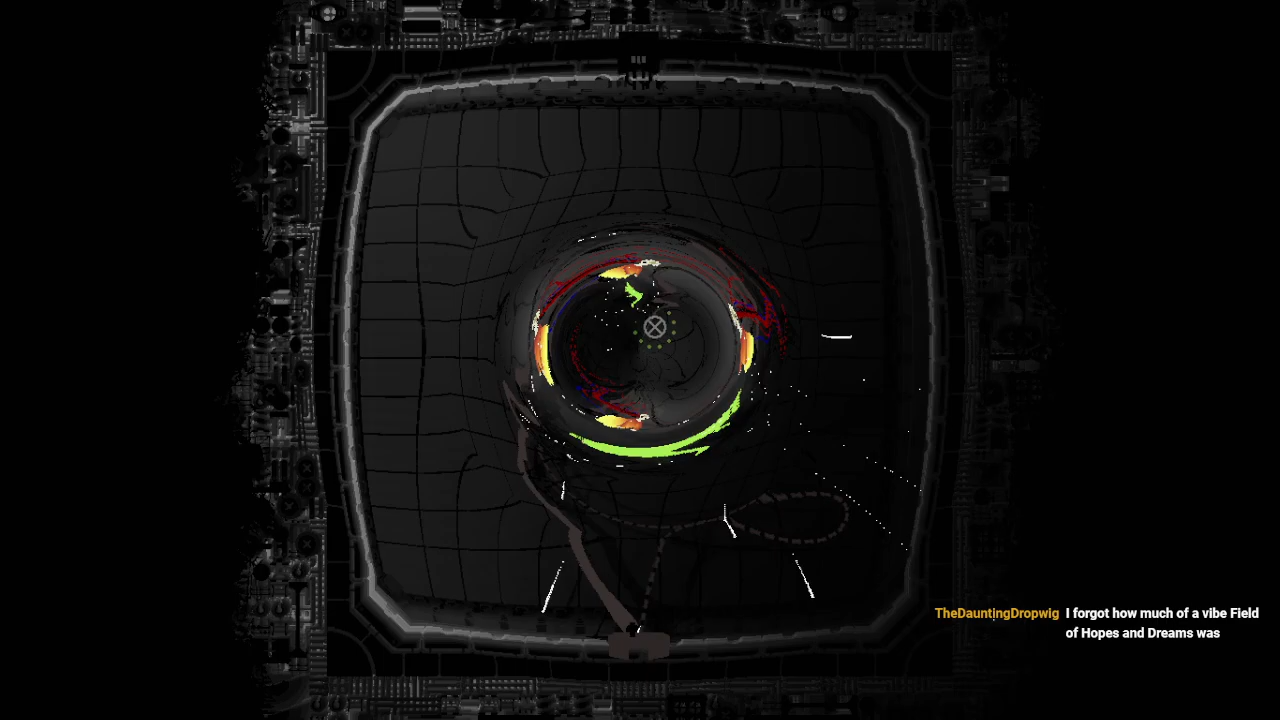 TheDauntingDropwig I forgot how much of a vibe Field
of Hopes and Dreams was